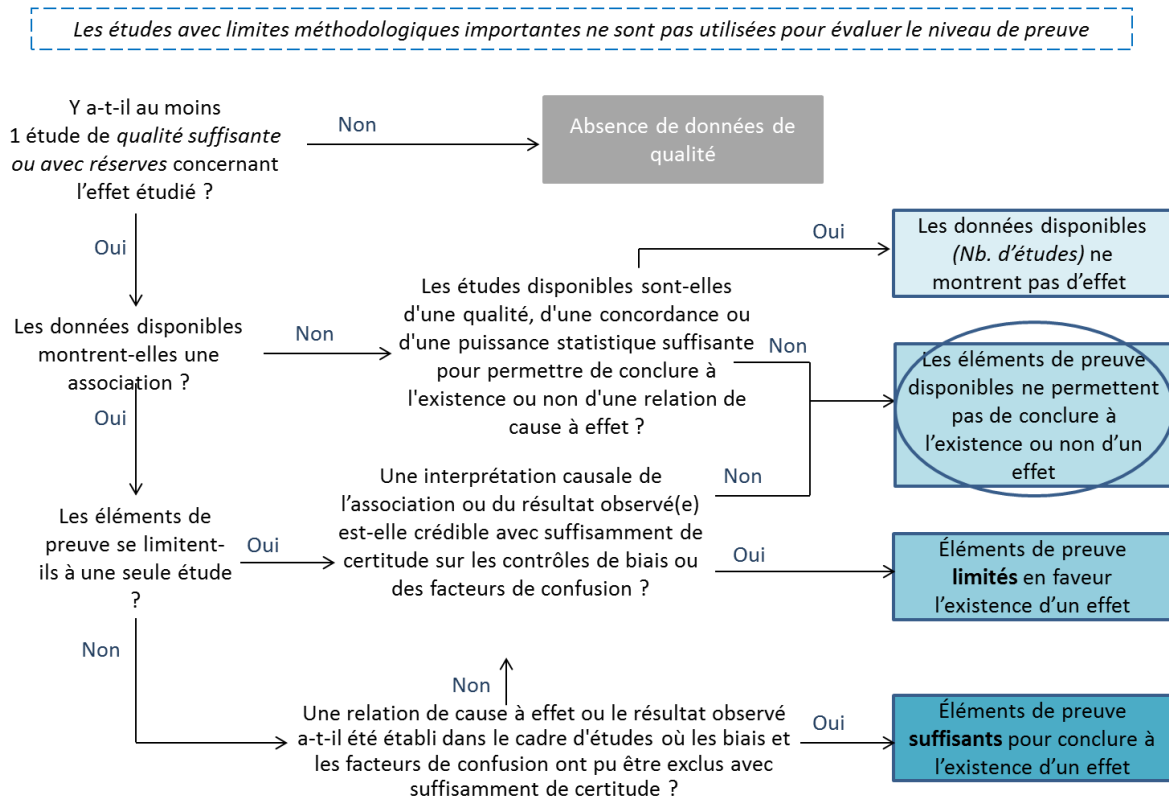 Les études avec limites méthodologiques importantes ne sont pas utilisées pour évaluer le niveau de preuve
Y a-t-il au moins
1 étude de qualité suffisante
ou avec réserves concernant
l'effet étudié ?
Non
Absence de données de
qualité
Oui
Les données disponibles
montrent-elles une
association ?
Non
Les études disponibles sont-elles
d'une qualité, d'une concordance ou
d'une puissance statistique suffisante
pour permettre de conclure à
l'existence ou non d'une relation de
cause à effet ?
Oui
Les données disponibles
(Nb. d'études) ne
montrent pas d'effet
Non
Les éléments de preuve
disponibles ne permettent
pas de conclure à
l'existence ou non d'un
effet
Oui
Les éléments de
preuve se limitent-
ils à une seule étude
?
Oui
Une interprétation causale de
l'association ou du résultat observé(e)
est-elle crédible avec suffisamment de
certitude sur les contrôles de biais ou
des facteurs de confusion ?
Non
Oui
Éléments de preuve
limités en faveur
l'existence d'un effet
Non
Non
Une relation de cause à effet ou le résultat observé
a-t-il été établi dans le cadre d'études où les biais et
les facteurs de confusion ont pu être exclus avec
suffisamment de certitude ?
Oui
Éléments de preuve
suffisants pour conclure à
l'existence d'un effet